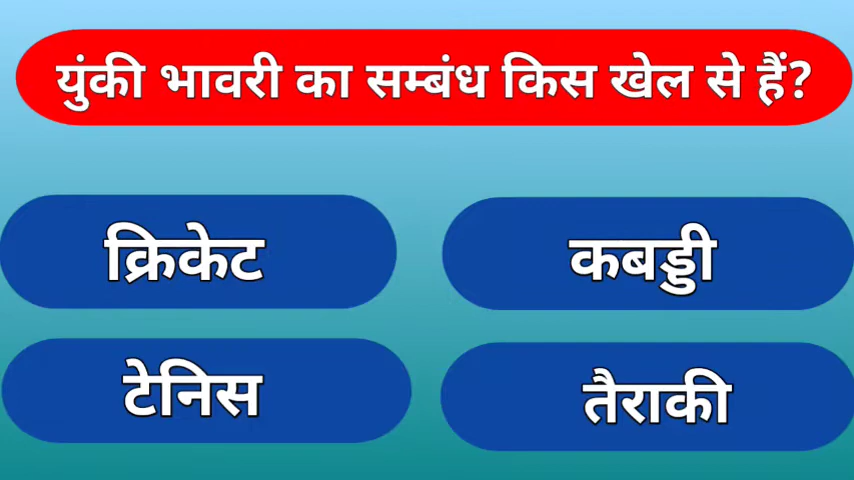 युंकी भावरी का सम्बंध किस खेल से हैं?
क्रिकेट
कबड्डी
टेनिस
तैराकी